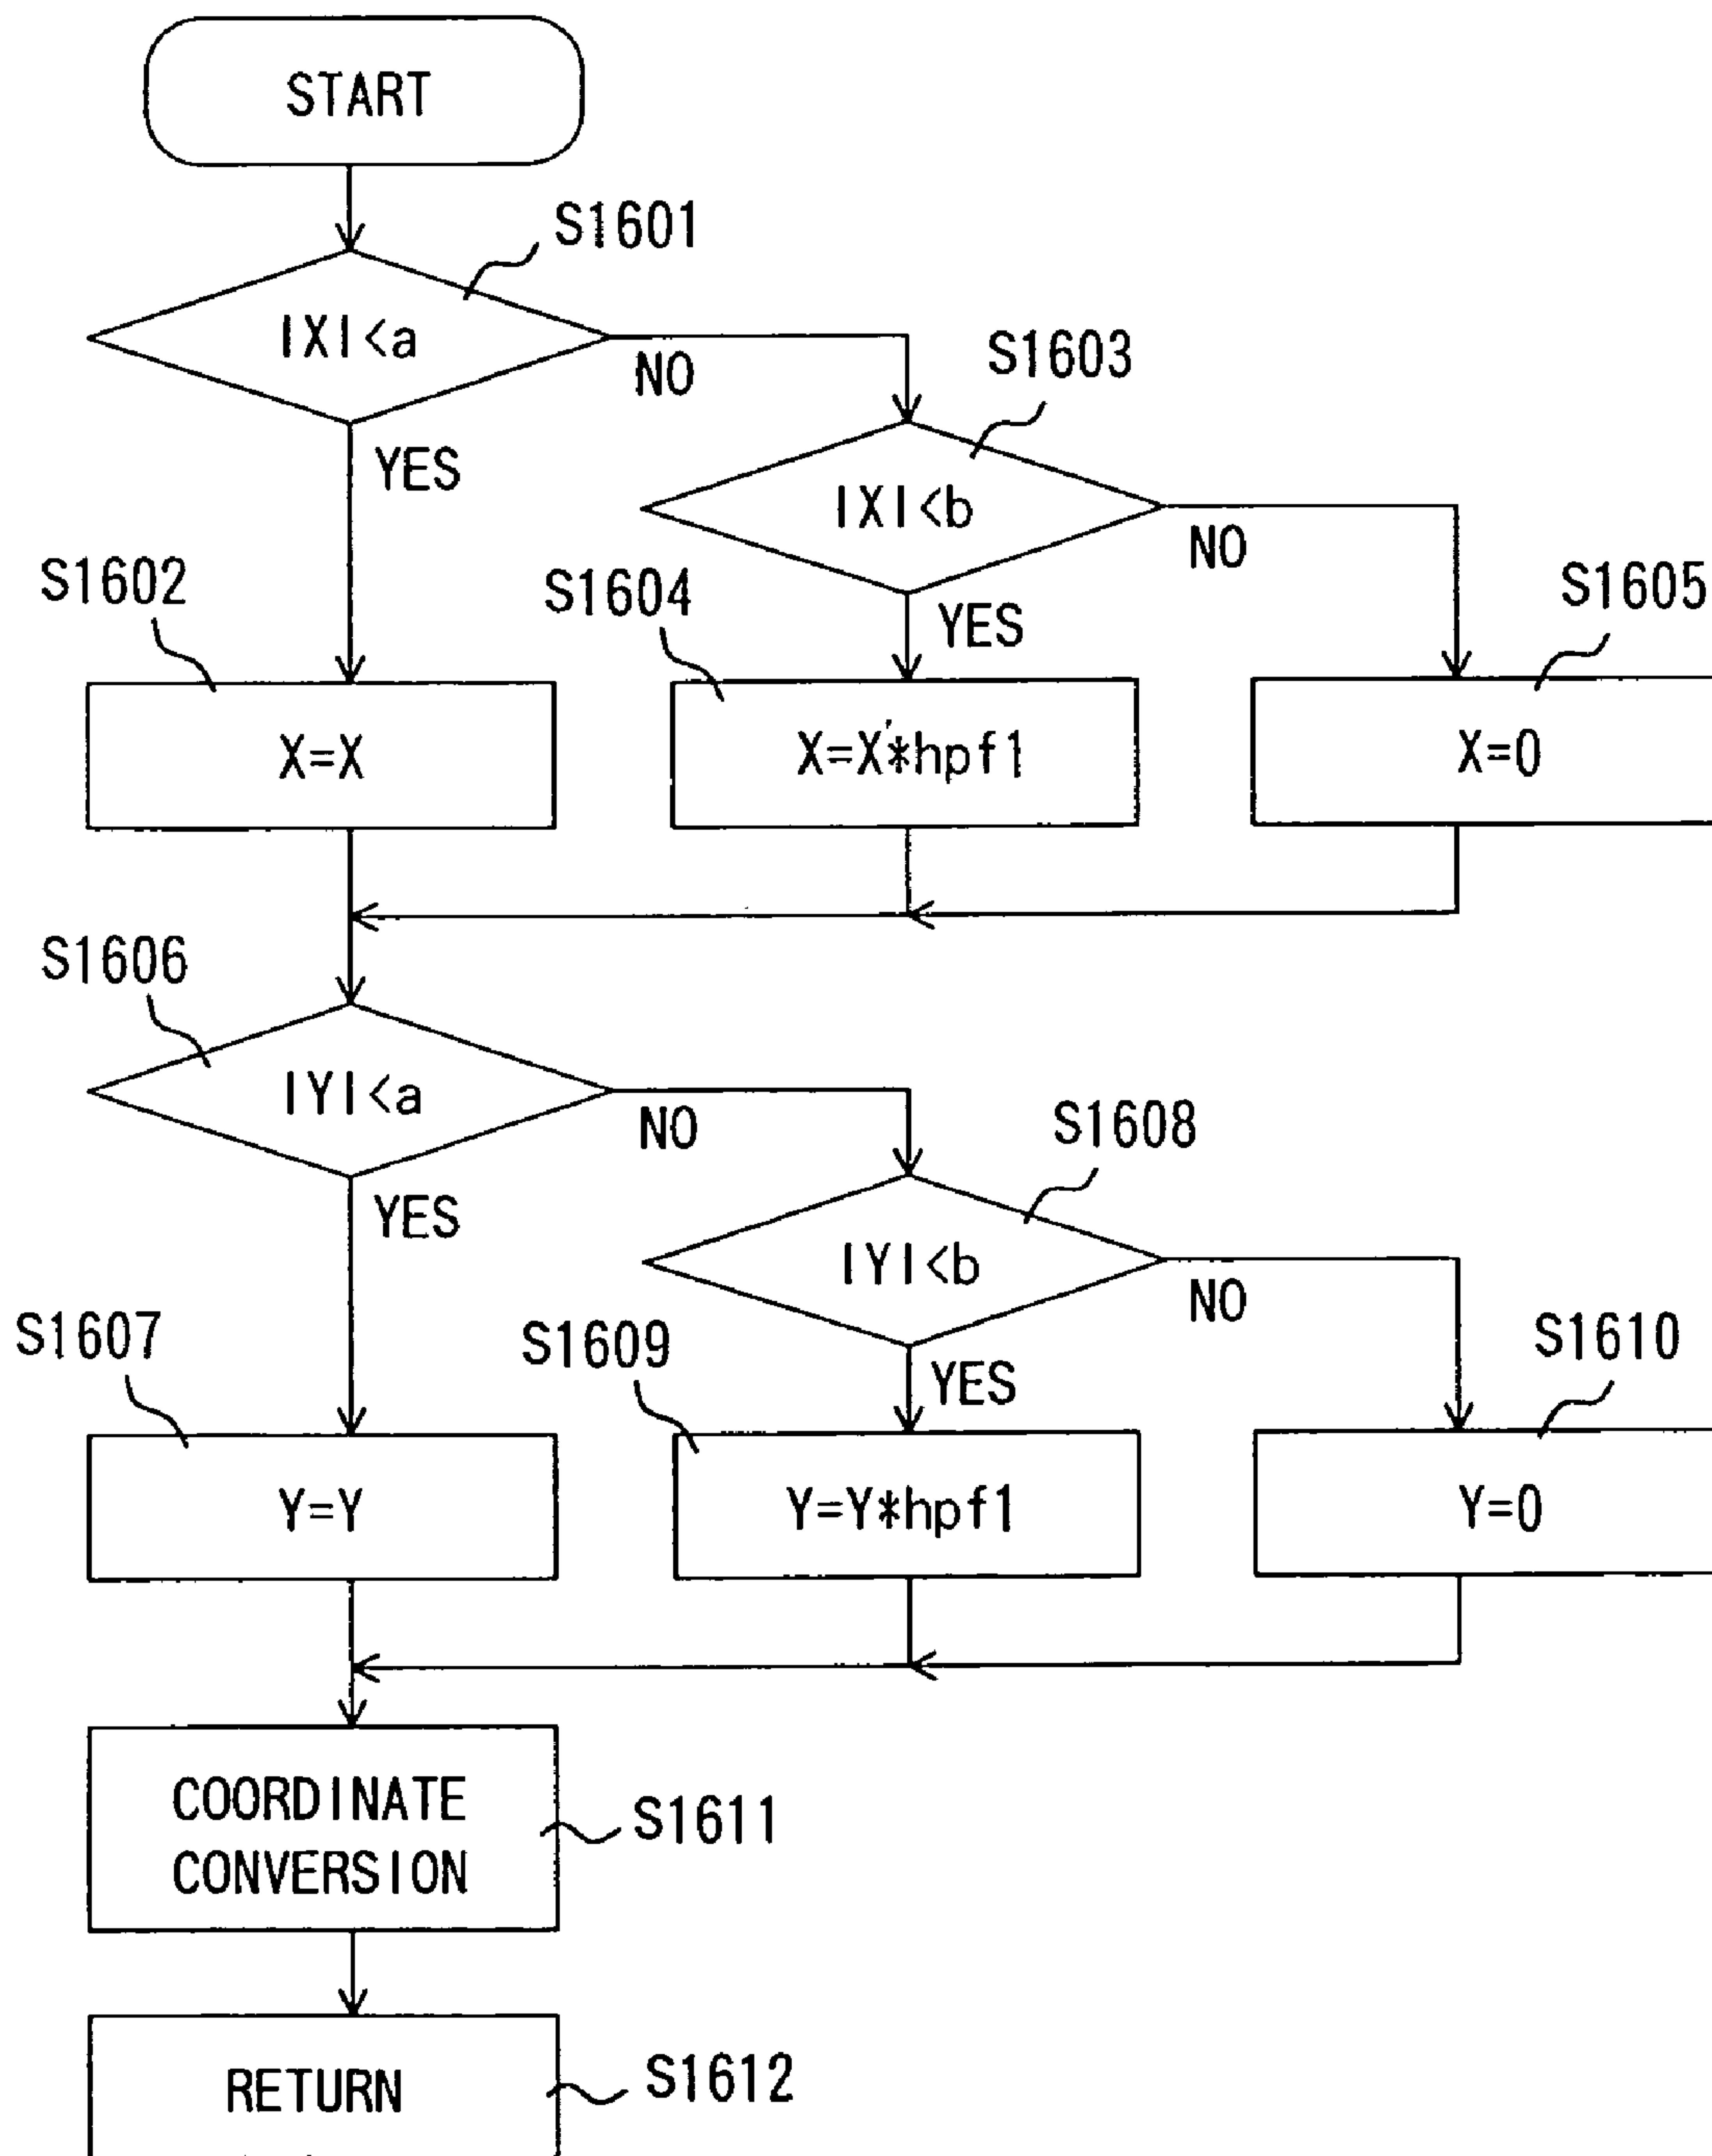 START
S1601
|X|<a
NO
S1603
YES
|X|<b
NO
S1602
S1604
YES
S1605
X=X
X=X*hpf1
X=0
S1606
|Y|<a
NO
S1608
YES
|Y|<b
NO
S1607
S1609
YES
S1610
Y=Y
Y=Y*hpf1
Y=0
COORDINATE
CONVERSION
S1611
RETURN
S1612